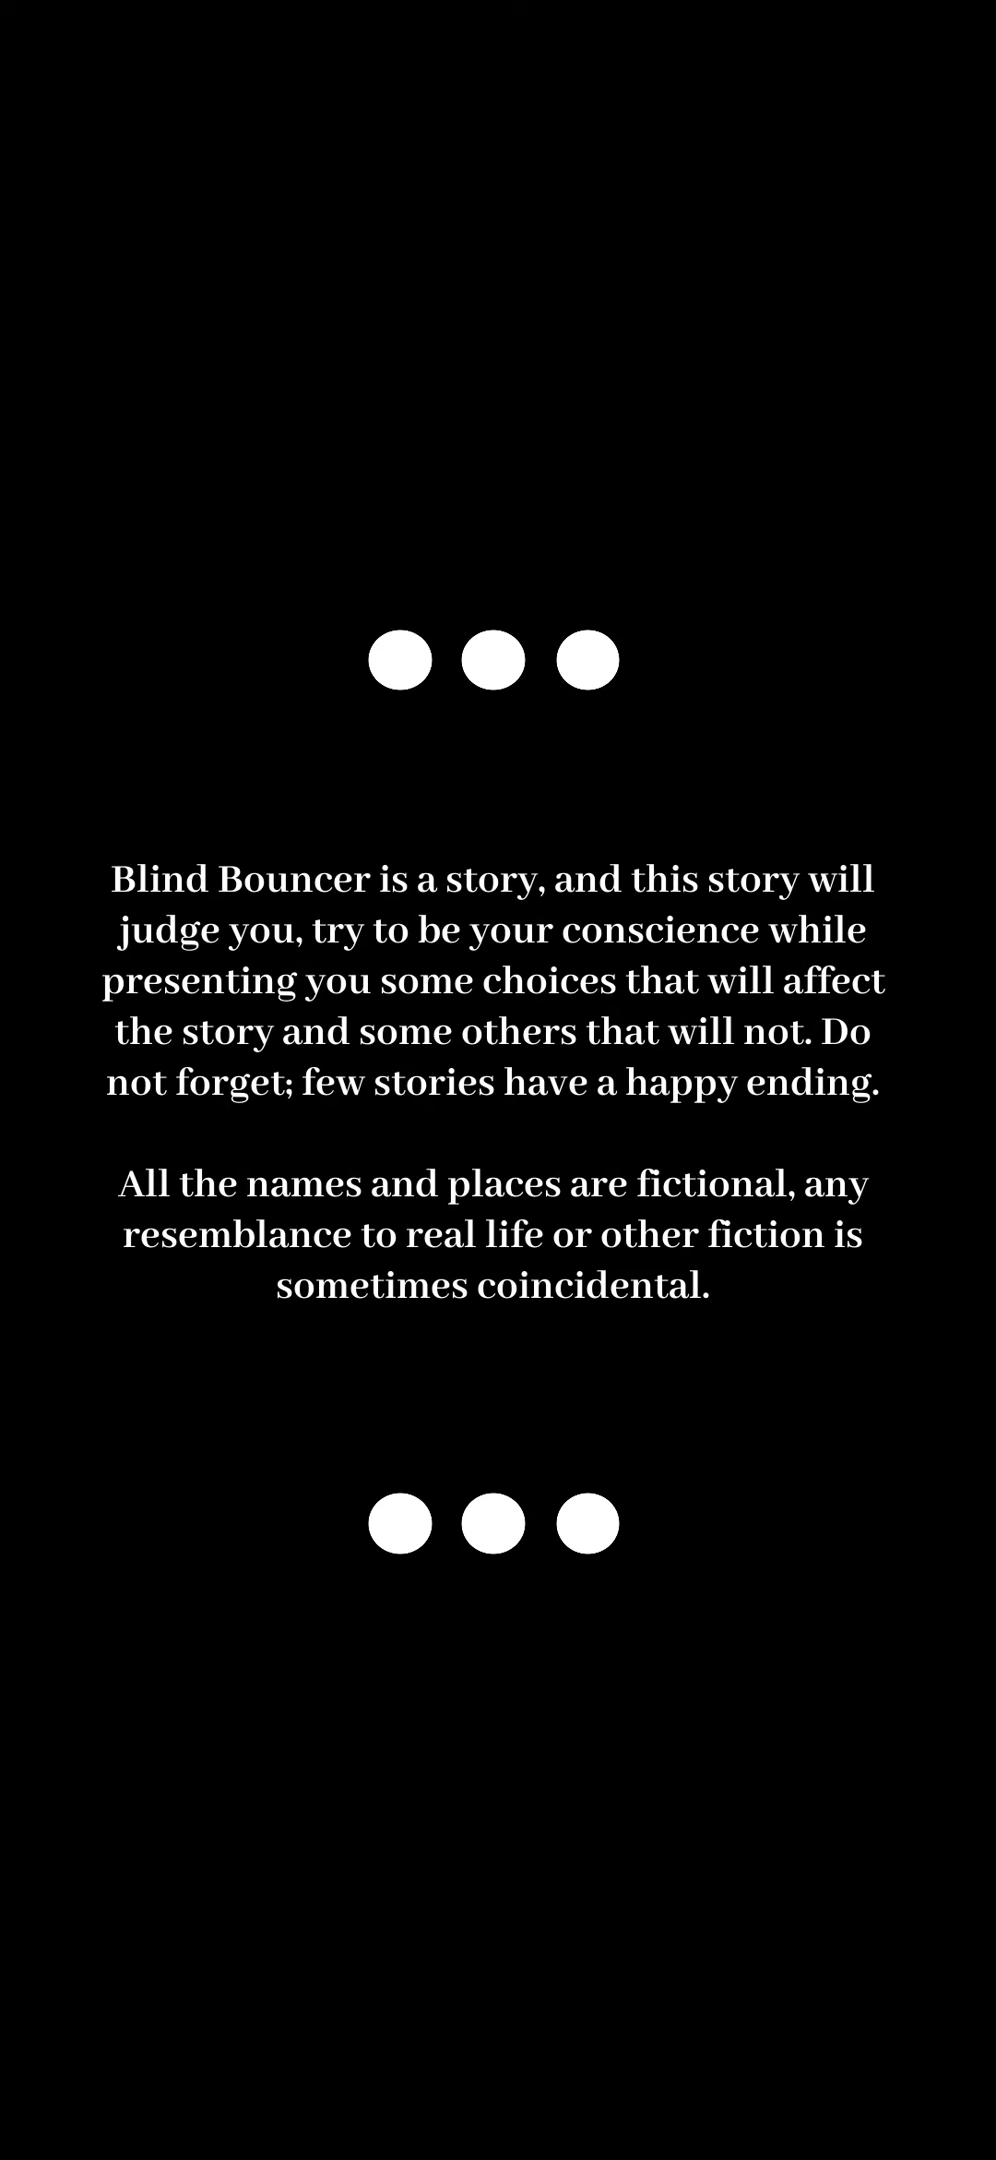 Blind Bouncer is a story, and this story will
judge you, try to be your conscience while
presenting you some choices that will affect
the story and some others that will not. Do
not forget; few stories have a happy ending.
All the names and places are fictional, any
resemblance to real life or other fiction is
sometimes coincidental.